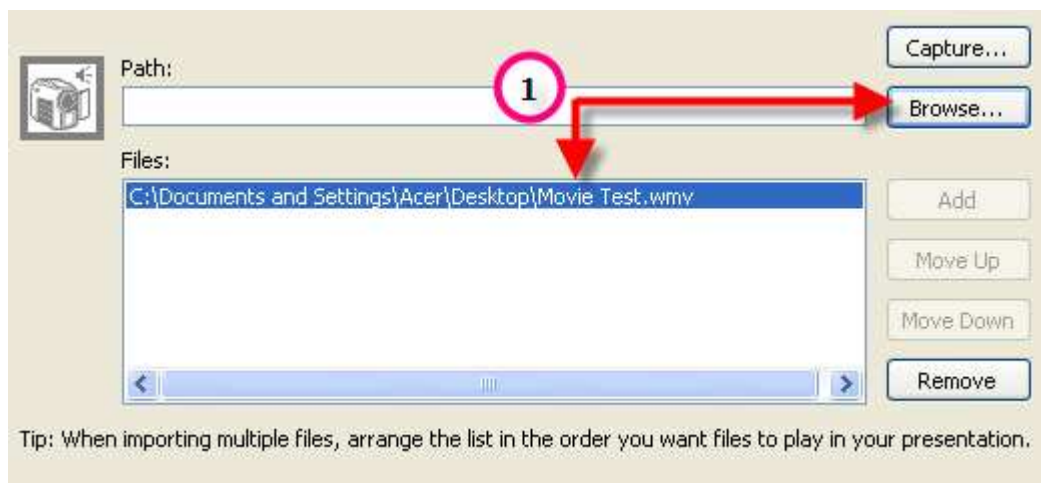 Capture...
Path:
1
Browse...
Files:
C:\Documents and Settings\Acer\Desktop\Movie Test.wmv
Add
Move Up
Move Down
Remove
Tip: When importing multiple files, arrange the list in the order you want files to play in your presentation.